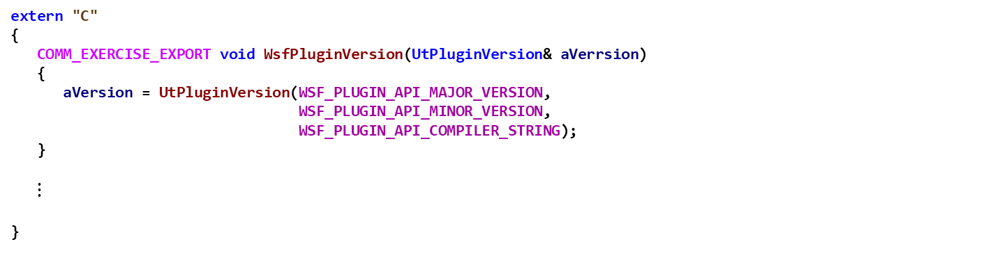 extern "C"
{
   COMM_EXERCISE_EXPORT void WsfPluginVersion(UtPluginVersion& aVerrsion)
   {
      aVersion = UtPluginVersion(WSF_PLUGIN_API_MAJOR_VERSION,
                                 WSF_PLUGIN_API_MINOR_VERSION,
                                 WSF_PLUGIN_API_COMPILER_STRING);
   }
   ⋮
}